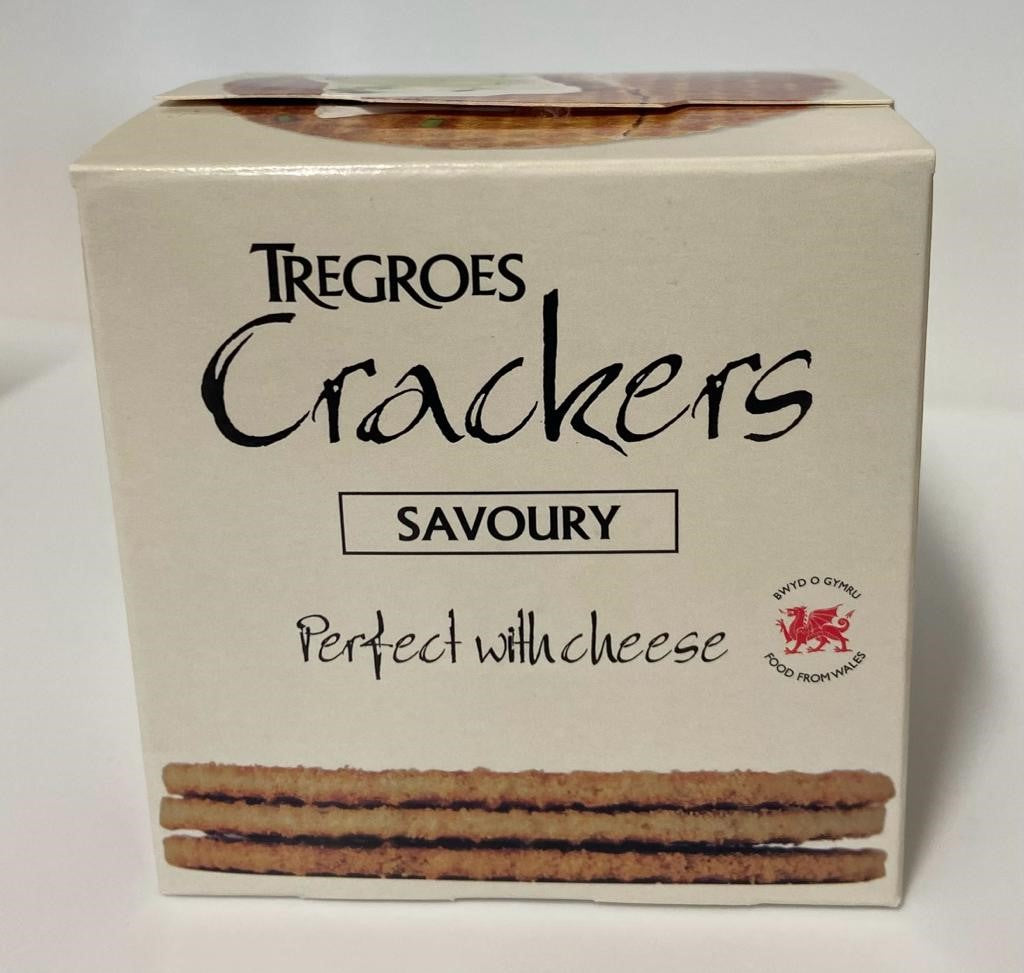 TREGROES
Crackers
SAVOURY
Perfect with cheese
BWYD O GYMRU
FOOD FROM WALES